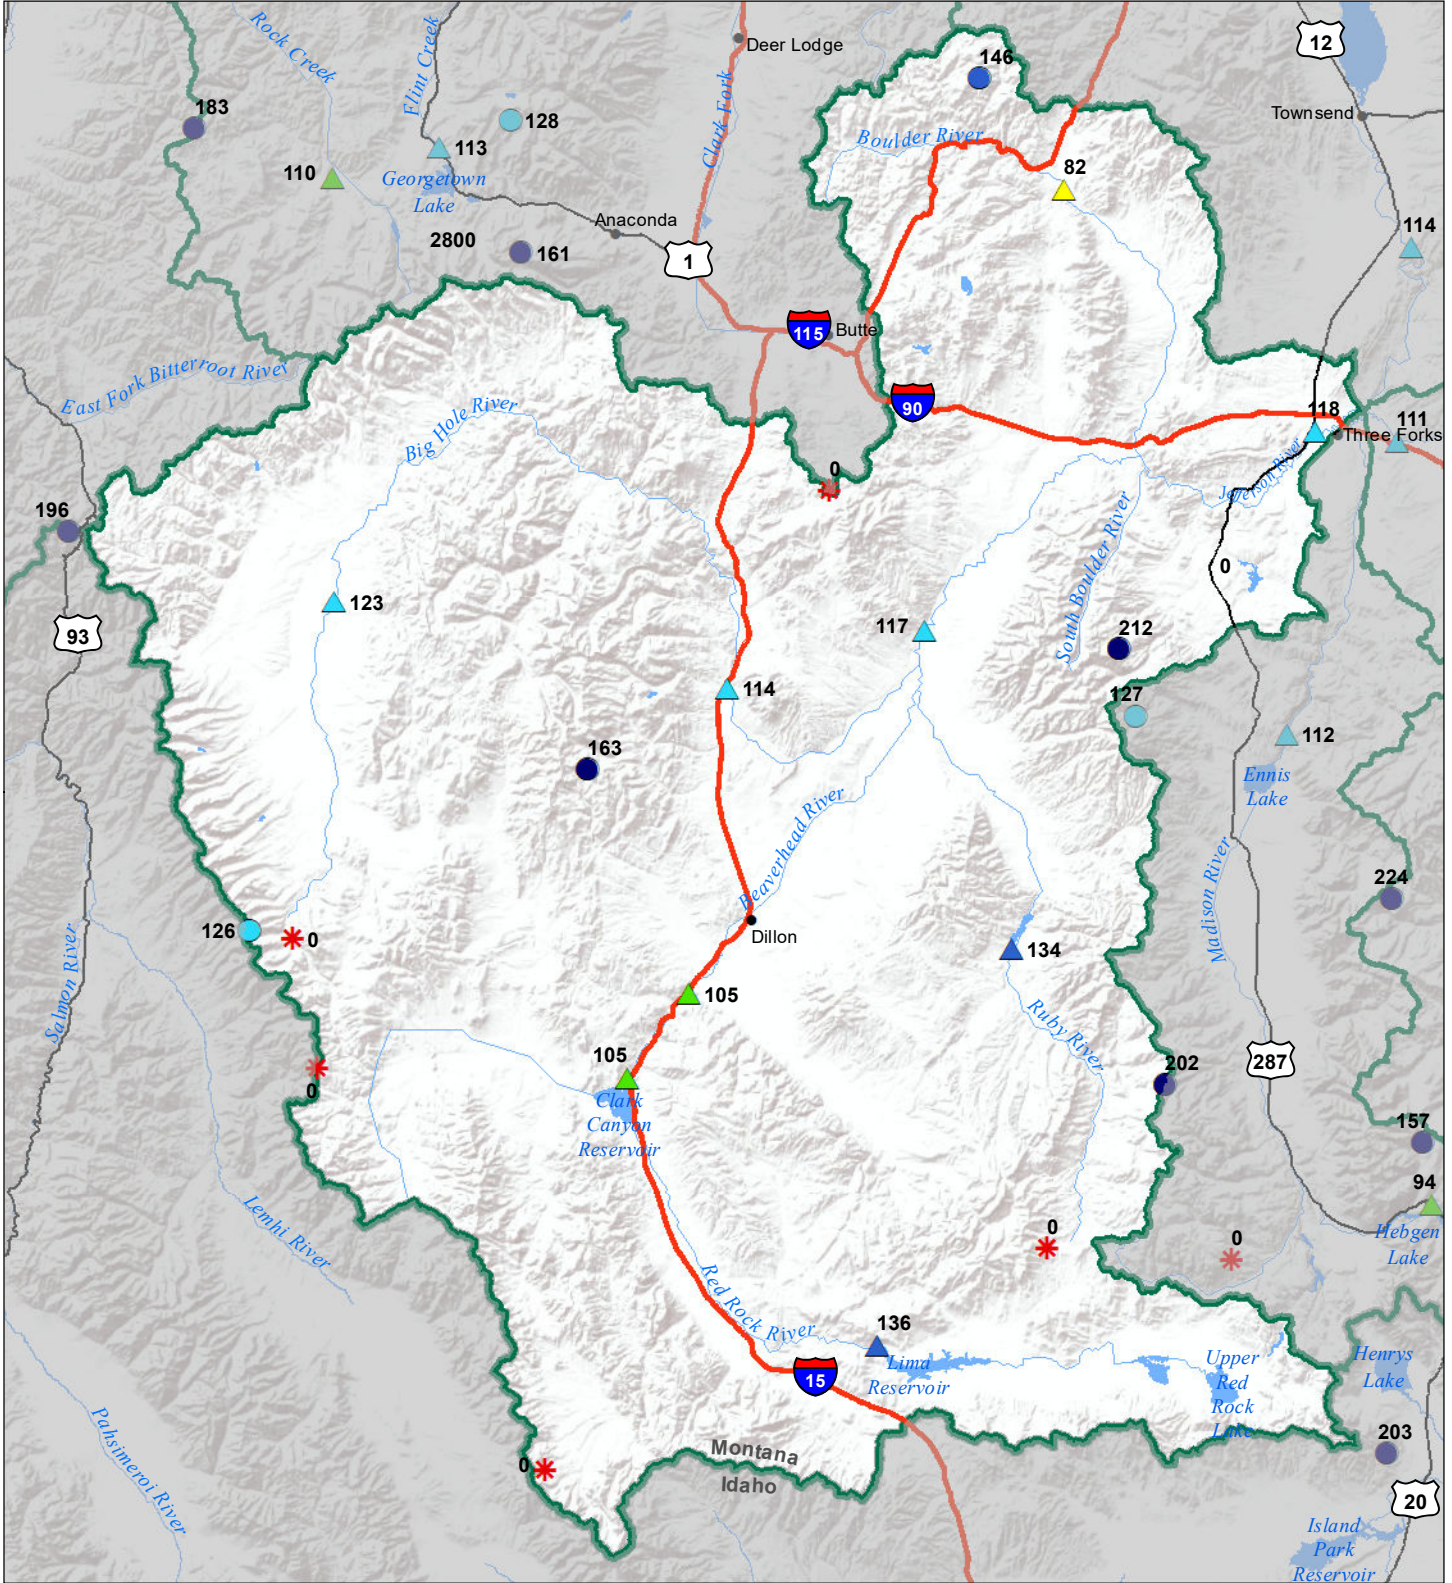 Rock Creek
Flint Creek
Deer Lodge
12
146
183
128
Clark Fork
Townsend
Boulder River
113
110
Georgetown
Lake
82
Anaconda
114
2800
161
1
115
Butte
East Fork Bitterroot River
90
Big Hole River
118
111
Three Forks
0
Jefferson River
196
South Boulder River
0
123
93
117
212
114
127
112
163
Ennis
Lake
Beaverhead River
224
Madison River
126
0
Dillon
134
Salmon River
105
Ruby River
105
0
202
287
Clark
Canyon
Reservoir
157
94
Lemhi River
0
0
Hebgen
Lake
Red Rock River
136
Lima
Reservoir
Upper
Red
Rock
Lake
Henrys
Lake
15
Pahsimeroi River
0
Montana
Idaho
203
20
Island
Park
Reservoir